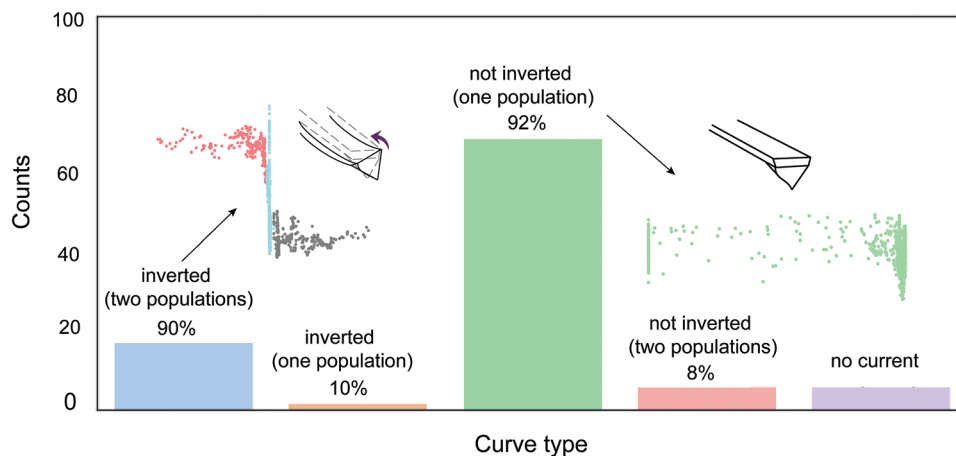 100
80
60
40
20
0
Counts
inverted
(two populations)
90%
inverted
(one population)
10%
not inverted
(one population)
92%
not inverted
(two populations)
8%
no current
Curve type